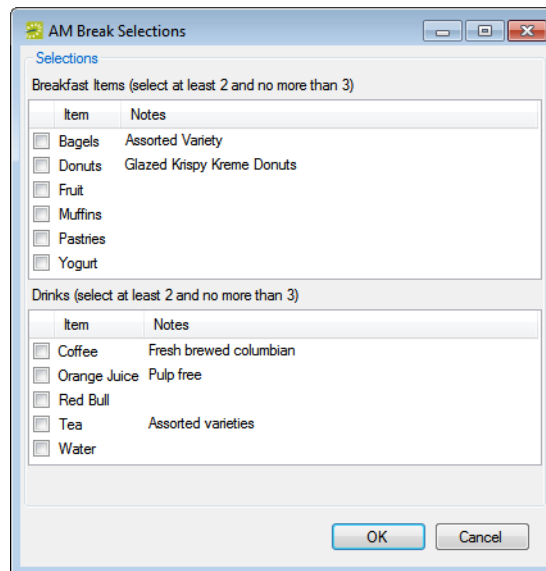 AM Break Selections
Selections
Breakfast Items (select at least 2 and no more than 3)
Item Notes
Bagels Assorted Variety
Donuts Glazed Krispy Kreme Donuts
Fruit
Muffins
Pastries
Yogurt
Drinks (select at least 2 and no more than 3)
Item Notes
Coffee Fresh brewed columbian
Orange Juice Pulp free
Red Bull
Tea Assorted varieties
Water
OK Cancel